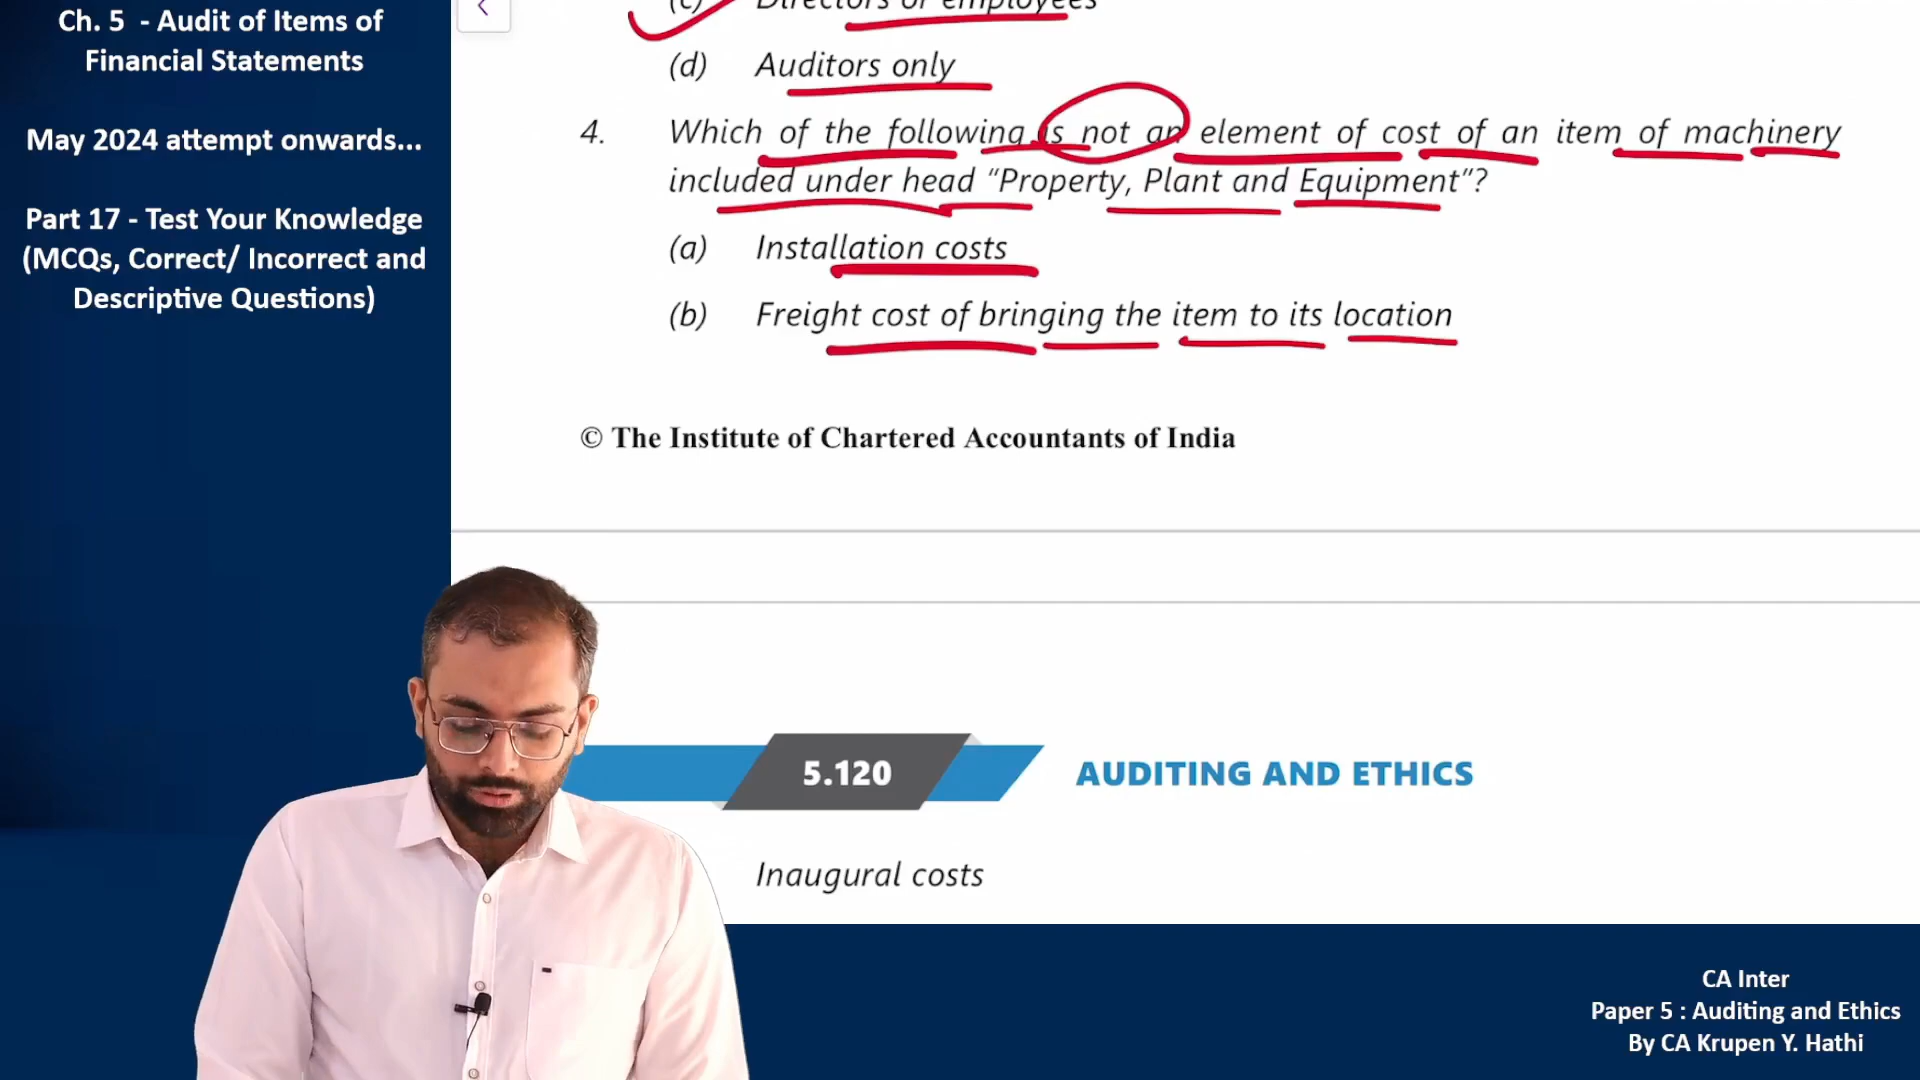 Ch. 5 - Audit of Items of
Financial Statements
May 2024 attempt onwards...
Part 17 - Test Your Knowledge
(MCQs, Correct/ Incorrect and
Descriptive Questions)
(c) Directors or employees
(d) Auditors only
4. Which of the following is not an element of cost of an item of machinery
included under head “Property, Plant and Equipment”?
(a) Installation costs
(b) Freight cost of bringing the item to its location
© The Institute of Chartered Accountants of India
5.120 AUDITING AND ETHICS
Inaugural costs
CA Inter
Paper 5 : Auditing and Ethics
By CA Krupen Y. Hathi